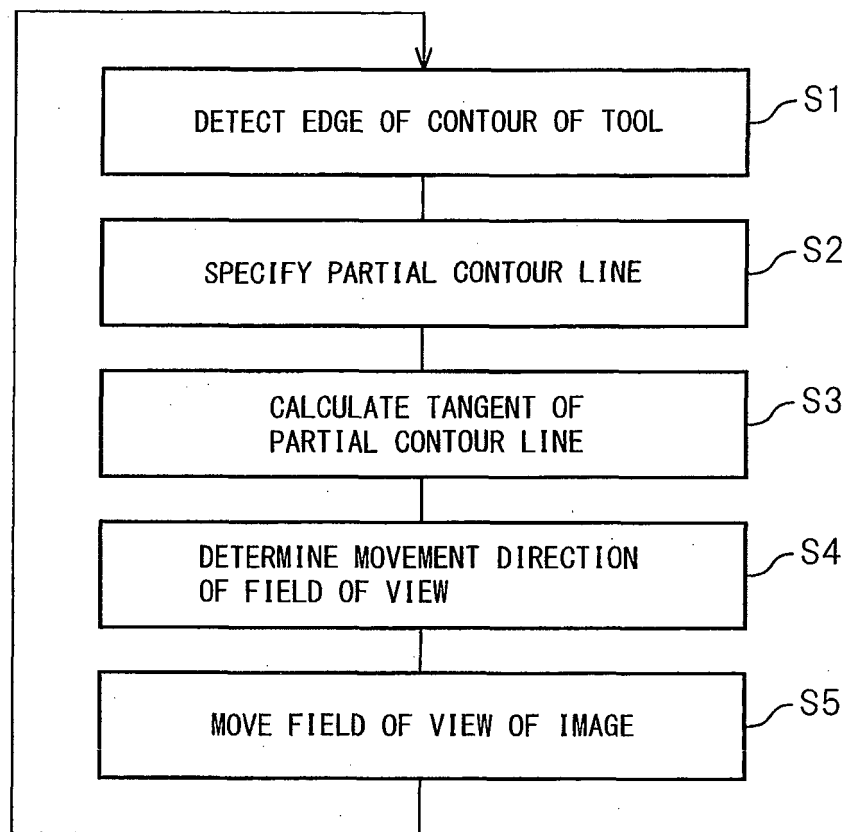 DETECT EDGE OF CONTOUR OF TOOL
S1
SPECIFY PARTIAL CONTOUR LINE
S2
CALCULATE TANGENT OF
PARTIAL CONTOUR LINE
S3
DETERMINE MOVEMENT DIRECTION
OF FIELD OF VIEW
S4
MOVE FIELD OF VIEW OF IMAGE
S5